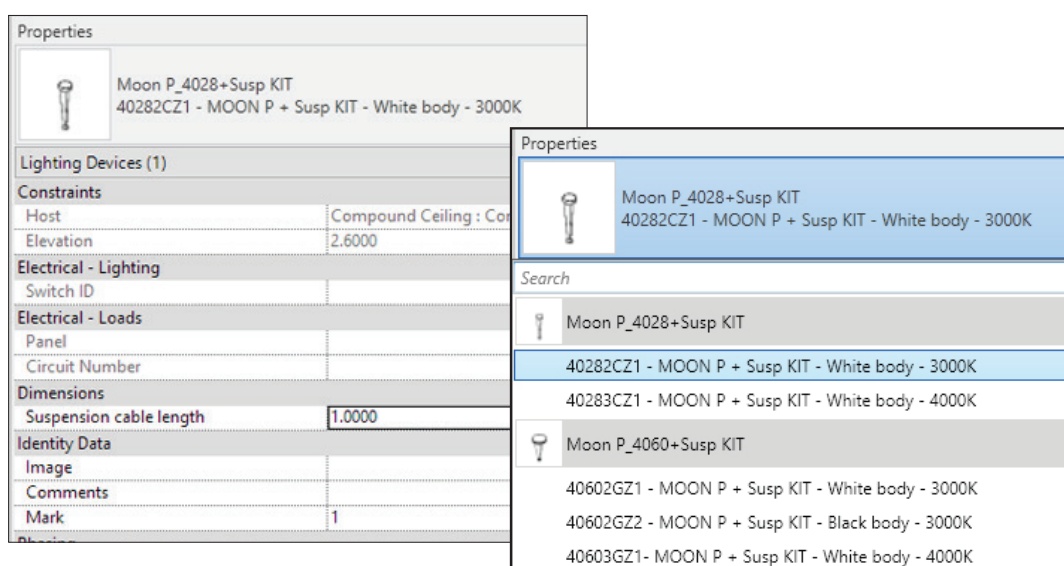 Properties
Moon P_4028+Susp KIT
40282CZ1 - MOON P + Susp KIT - White body - 3000K
Lighting Devices (1)
Constraints
Host Compound Ceiling : Cor
Elevation 2.6000
Electrical - Lighting
Switch ID
Electrical - Loads
Panel
Circuit Number
Dimensions
Suspension cable length 1.0000
Identity Data
Image
Comments
Mark 1
Phasing
Properties
Moon P_4028+Susp KIT
40282CZ1 - MOON P + Susp KIT - White body - 3000K
Search
Moon P_4028+Susp KIT
40282CZ1 - MOON P + Susp KIT - White body - 3000K
40283CZ1 - MOON P + Susp KIT - White body - 4000K
Moon P_4060+Susp KIT
40602GZ1 - MOON P + Susp KIT - White body - 3000K
40602GZ2 - MOON P + Susp KIT - Black body - 3000K
40603GZ1- MOON P + Susp KIT - White body - 4000K